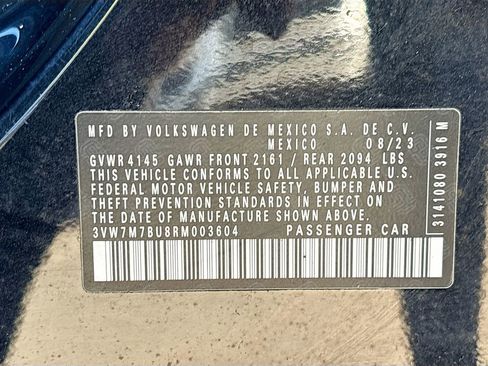 MFD BY VOLKSWAGEN DE MEXICO S.A. DE C.V.
MEXICO 08/23
GVWR 4145 GAWR FRONT 2161 / REAR 2094 LBS
THIS VEHICLE CONFORMS TO ALL APPLICABLE U.S.
FEDERAL MOTOR VEHICLE SAFETY, BUMPER AND
THEFT PREVENTION STANDARDS IN EFFECT ON THE
DATE OF MANUFACTURE SHOWN ABOVE.
3VW7M7BU8RM003604 PASSENGER CAR
3141080 3916 M